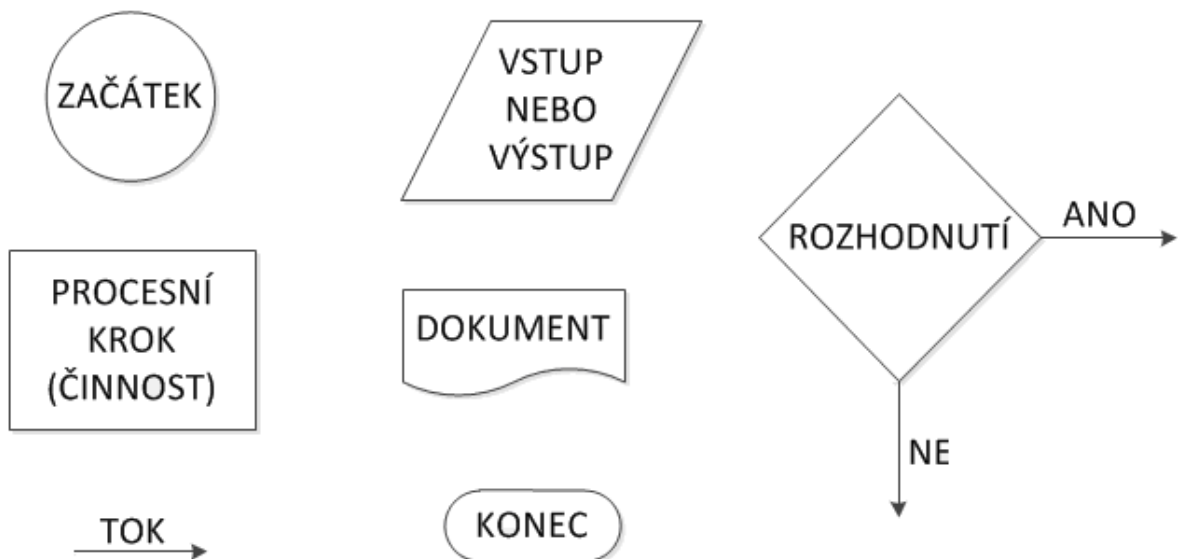 ZAČÁTEK
VSTUP
NEBO
VÝSTUP
ROZHODNUTÍ
ANO
NE
PROCESNÍ
KROK
(ČINNOST)
DOKUMENT
TOK
KONEC